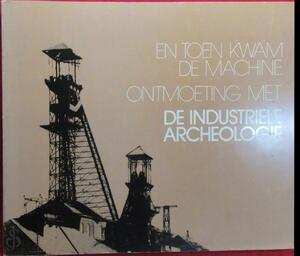 EN TOEN KWAM
DE MACHINE
ONTMOETING MET
DE INDUSTRIELE
ARCHEOLOGIE